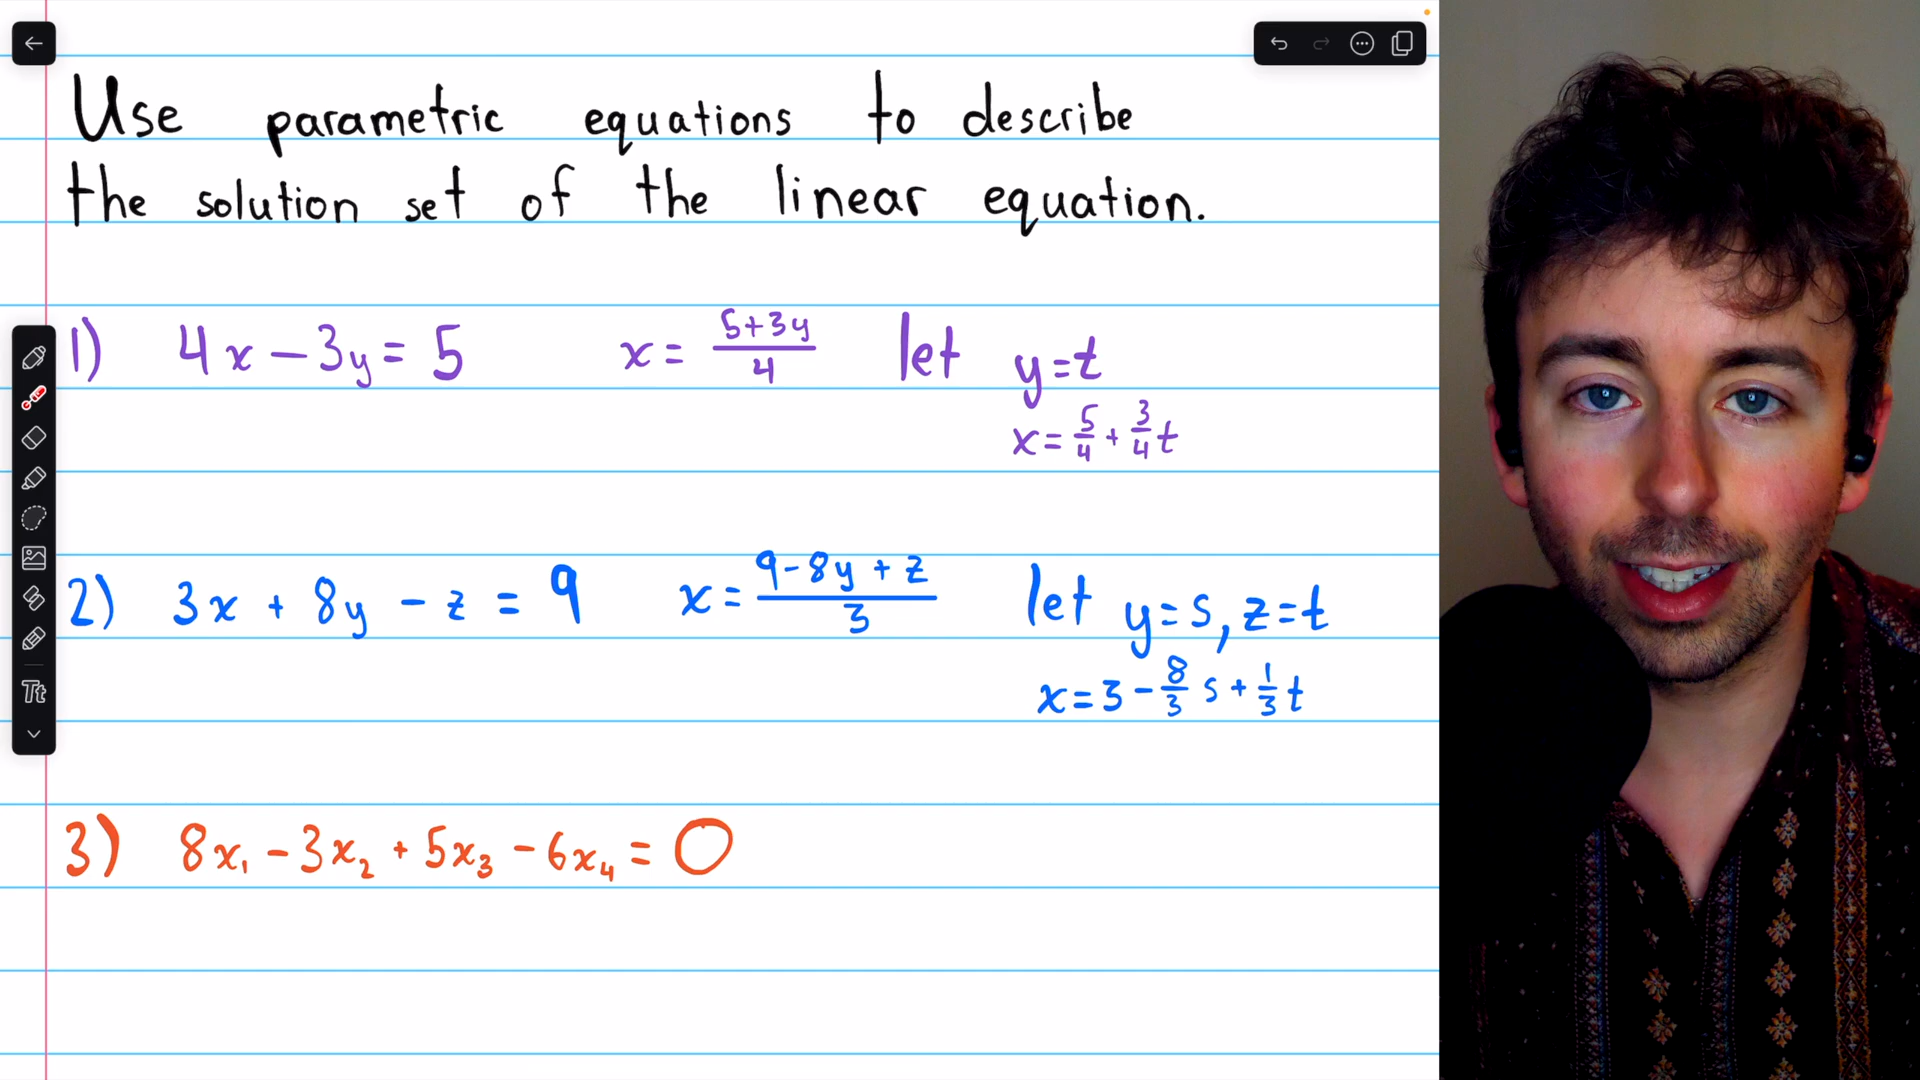 Use parametric equations to describe
the solution set of the linear equation.
1) 4x - 3y = 5 x = (5+3y)/4 let y=t
x = 5/4 + 3/4 t
2) 3x + 8y - z = 9 x = (9-8y+z)/3 let y=s, z=t
x = 3 - 8/3 s + 1/3 t
3) 8x₁ - 3x₂ + 5x₃ - 6x₄ = 0
Tt